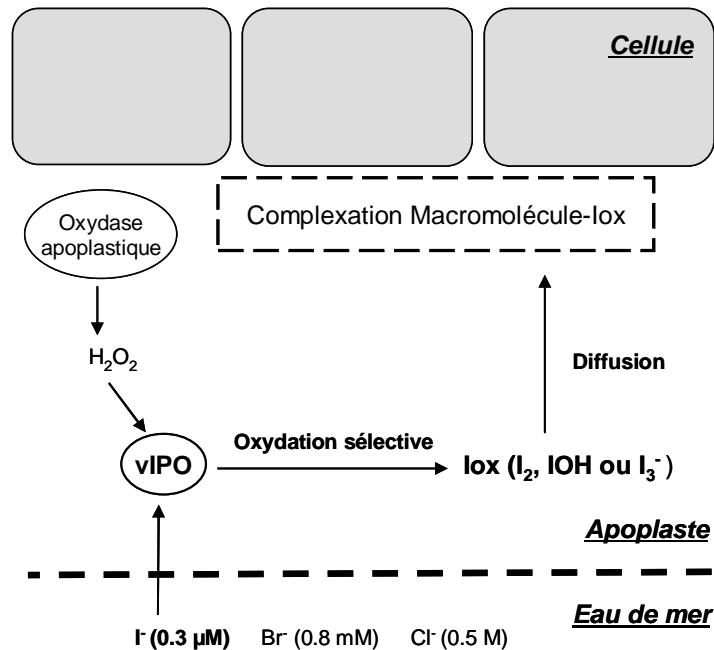 Cellule
Oxydase
apoplastique
Complexation Macromolécule-Iox
H₂O₂
Diffusion
Oxydation sélective
vIPO
Iox (I₂, IOH ou I₃⁻)
Apoplaste
Eau de mer
I⁻ (0.3 µM) Br⁻ (0.8 mM) Cl⁻ (0.5 M)